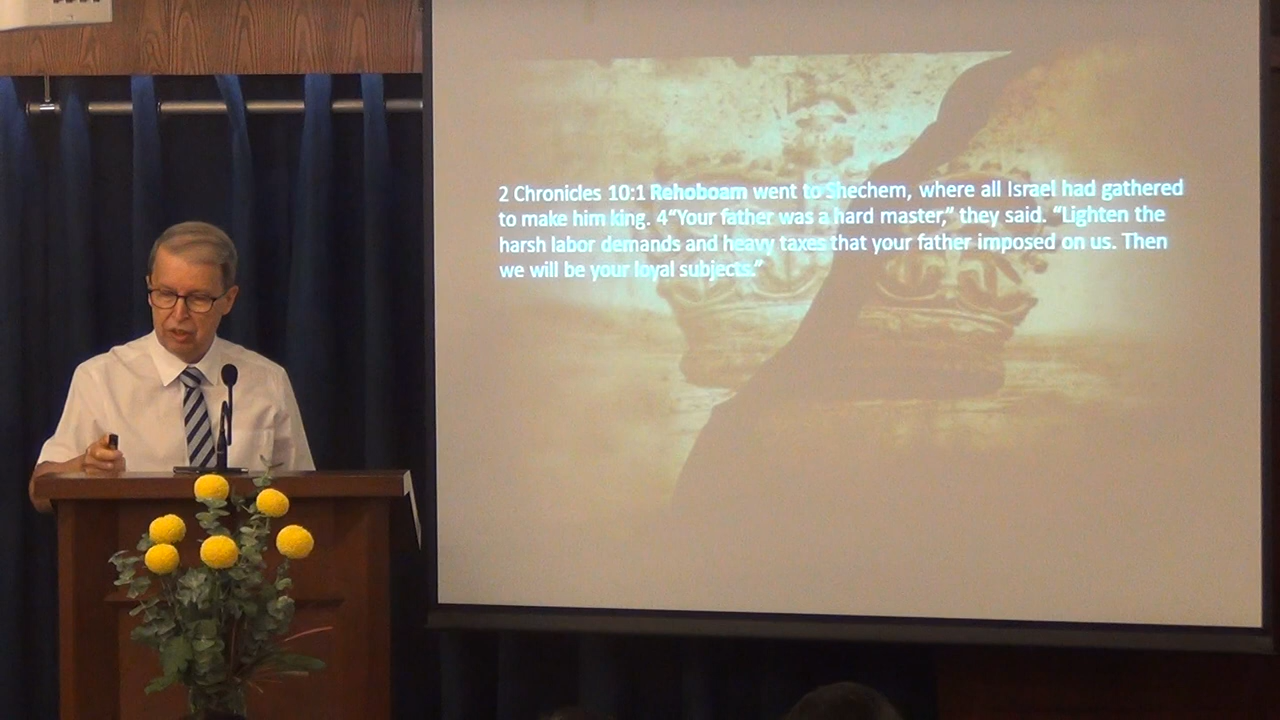 2 Chronicles 10:1 Rehoboam went to Shechem, where all Israel had gathered
to make him king. 4“Your father was a hard master,” they said. “Lighten the
harsh labor demands and heavy taxes that your father imposed on us. Then
we will be your loyal subjects.”